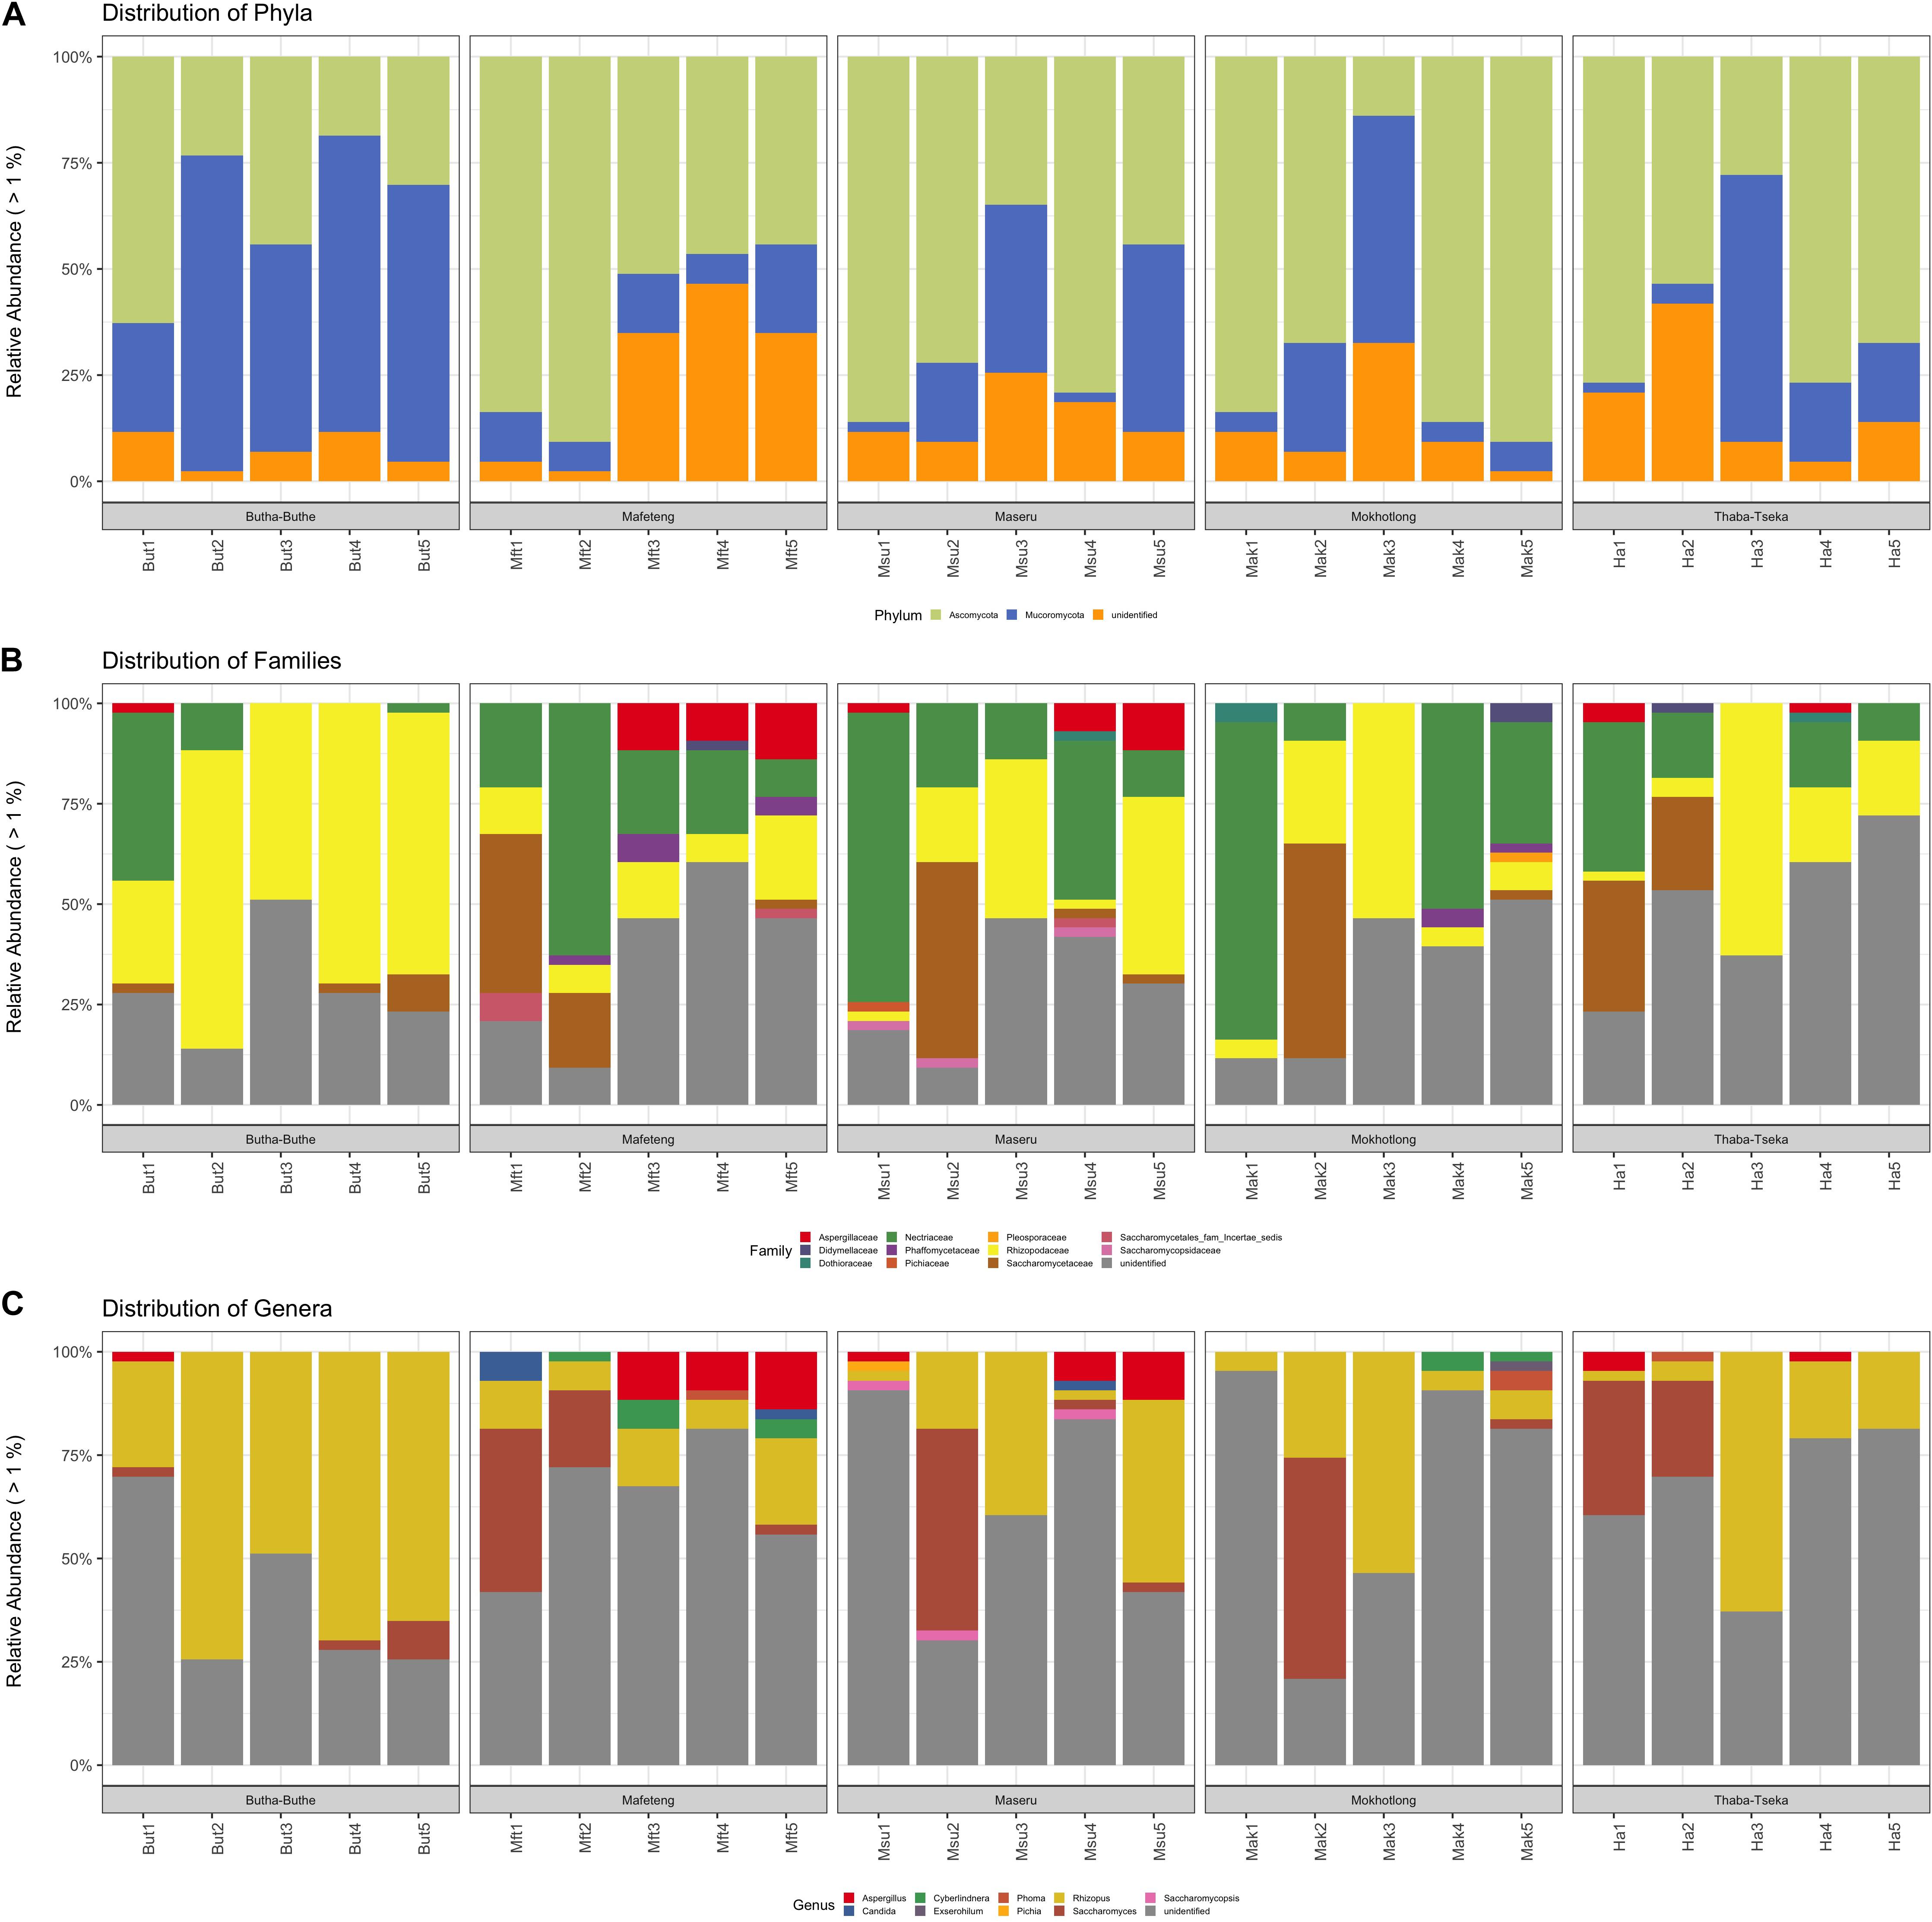 A
Distribution of Phyla
Relative Abundance ( > 1 %)
100%
75%
50%
25%
0%
Butha-Buthe Mafeteng Maseru Mokhotlong Thaba-Tseka
But1 But2 But3 But4 But5 Mft1 Mft2 Mft3 Mft4 Mft5 Msu1 Msu2 Msu3 Msu4 Msu5 Mak1 Mak2 Mak3 Mak4 Mak5 Ha1 Ha2 Ha3 Ha4 Ha5
Phylum Ascomycota Mucoromycota unidentified
B
Distribution of Families
Relative Abundance ( > 1 %)
100%
75%
50%
25%
0%
Butha-Buthe Mafeteng Maseru Mokhotlong Thaba-Tseka
But1 But2 But3 But4 But5 Mft1 Mft2 Mft3 Mft4 Mft5 Msu1 Msu2 Msu3 Msu4 Msu5 Mak1 Mak2 Mak3 Mak4 Mak5 Ha1 Ha2 Ha3 Ha4 Ha5
Aspergillaceae Nectriaceae Pleosporaceae Saccharomycetales_fam_Incertae_sedis
Family Didymellaceae Phaffomycetaceae Rhizopodaceae Saccharomycopsidaceae
Dothioraceae Pichiaceae Saccharomycetaceae unidentified
C
Distribution of Genera
Relative Abundance ( > 1 %)
100%
75%
50%
25%
0%
Butha-Buthe Mafeteng Maseru Mokhotlong Thaba-Tseka
But1 But2 But3 But4 But5 Mft1 Mft2 Mft3 Mft4 Mft5 Msu1 Msu2 Msu3 Msu4 Msu5 Mak1 Mak2 Mak3 Mak4 Mak5 Ha1 Ha2 Ha3 Ha4 Ha5
Genus Aspergillus Cyberlindnera Phoma Rhizopus Saccharomycopsis
Candida Exserohilum Pichia Saccharomyces unidentified